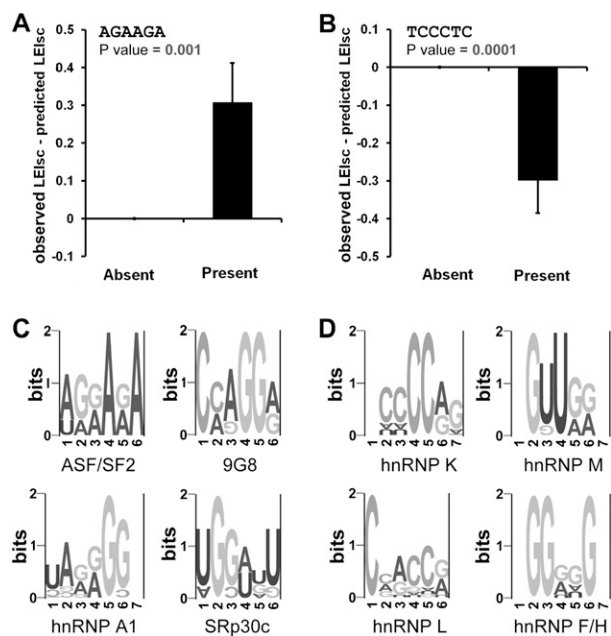 A
AGAAGA
P value = 0.001
observed LEIsc - predicted LEIsc
0.5
0.4
0.3
0.2
0.1
0
-0.1
Absent Present
B
TCCCTC
P value = 0.0001
observed LEIsc - predicted LEIsc
0.1
0
-0.1
-0.2
-0.3
-0.4
-0.5
Absent Present
C
bits
2
1
0
1 2 3 4 5 6
ASF/SF2
2
1
0
1 2 3 4 5 6
9G8
bits
2
1
0
1 2 3 4 5 6 7
hnRNP A1
2
1
0
1 2 3 4 5 6
SRp30c
D
bits
2
1
0
1 2 3 4 5 6 7
hnRNP K
2
1
0
1 2 3 4 5 6
hnRNP M
bits
2
1
0
1 2 3 4 5 6
hnRNP L
2
1
0
1 2 3 4 5 6
hnRNP F/H